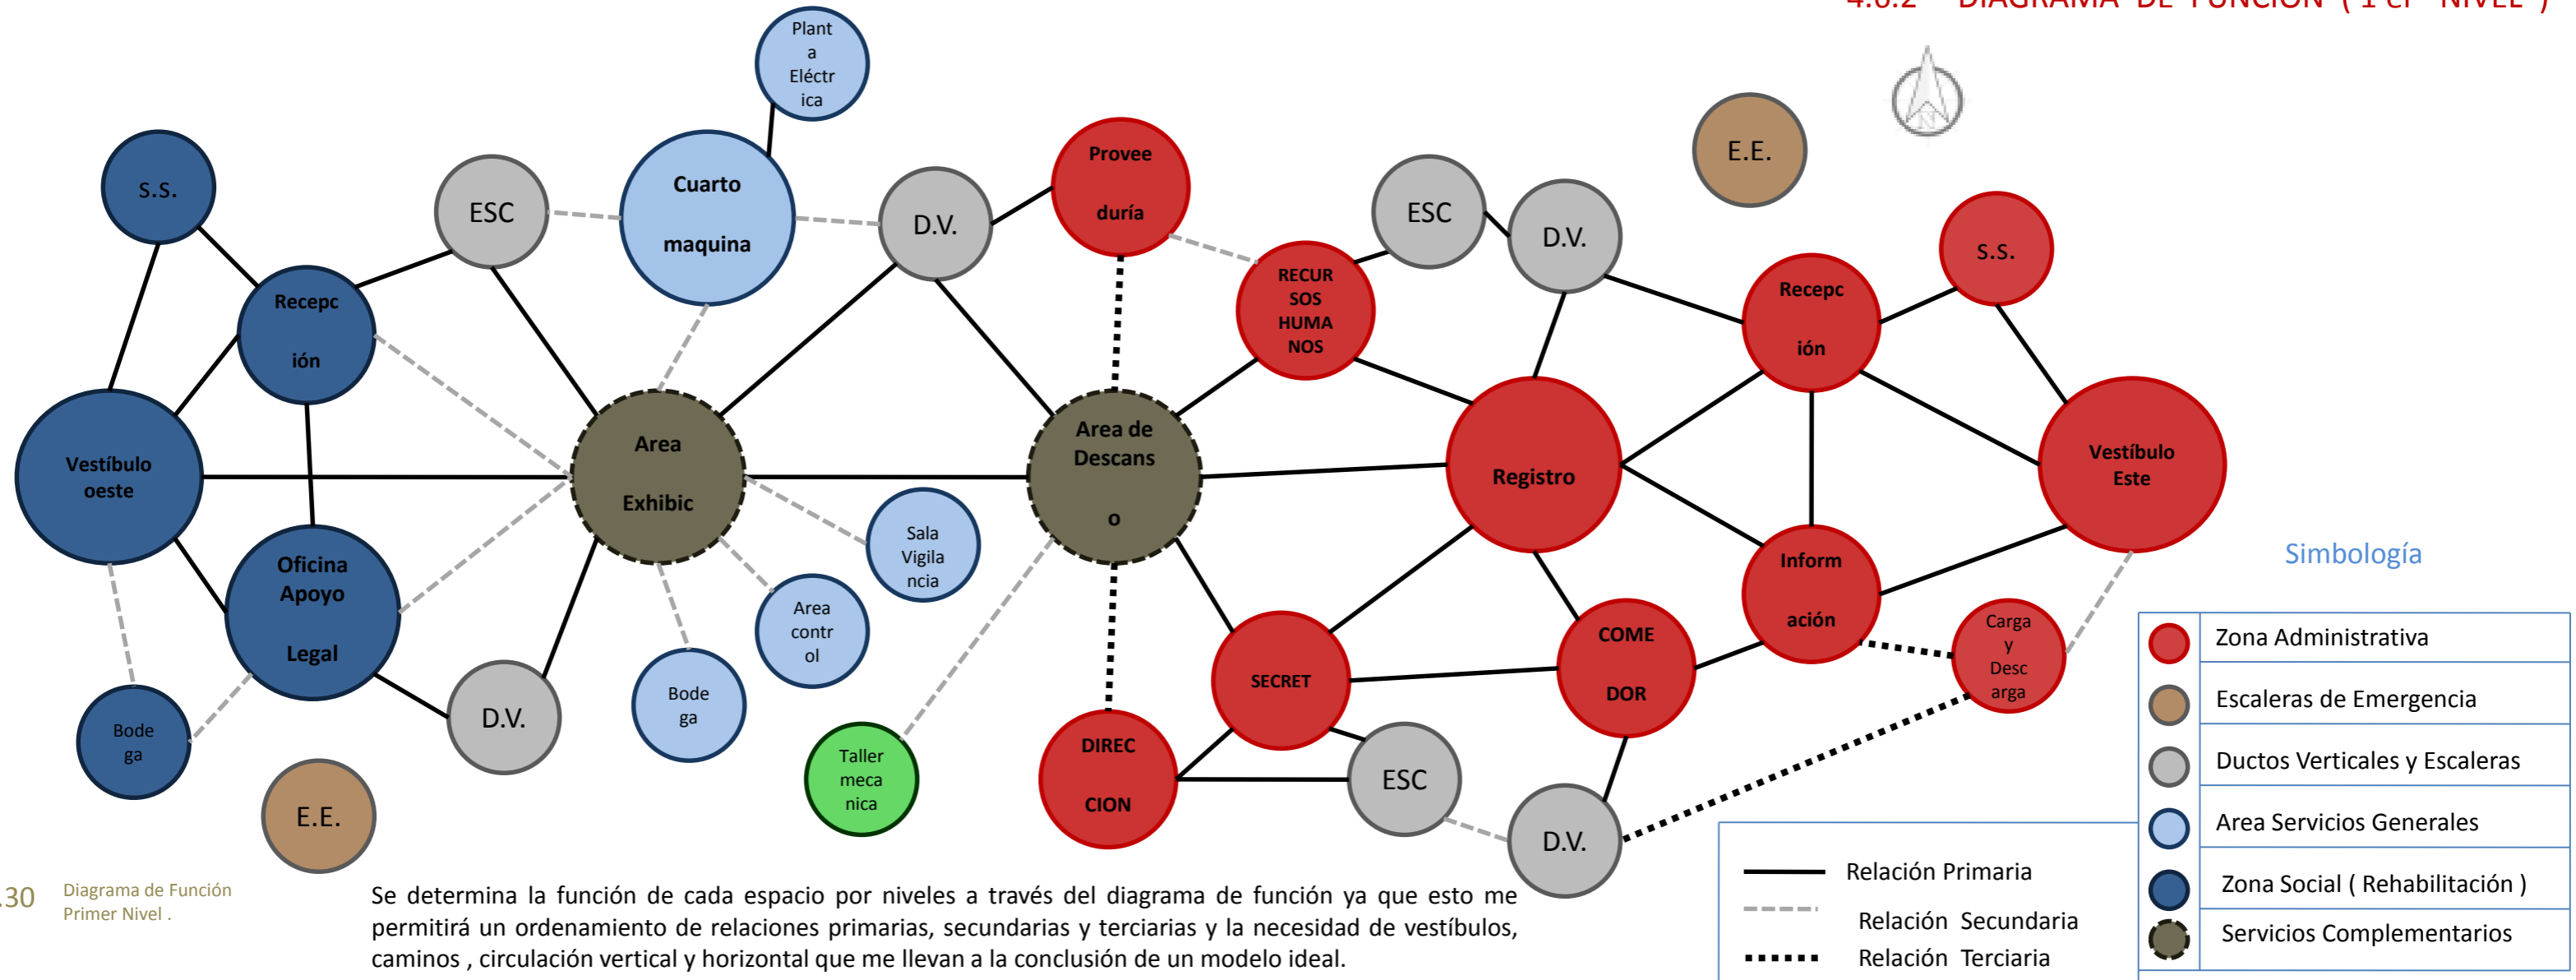 4.6.2 DIAGRAMA DE FUNCION ( 1 er NIVEL )
N
Plant
a
Eléctr
ica
s.s.
ESC
Cuarto
maquina
D.V.
Provee
duría
ESC
D.V.
E.E.
s.s.
Recepc
ión
RECUR
SOS
HUMA
NOS
Recepc
ión
Vestíbulo
oeste
Area
Exhibic
Area de
Descans
o
Registro
Vestíbulo
Este
Oficina
Apoyo
Legal
Sala
Vigila
ncia
Area
contr
ol
Inform
ación
Bode
ga
D.V.
Bode
ga
SECRET
COME
DOR
Carga
y
Desc
arga
E.E.
Taller
meca
nica
DIREC
CION
ESC
D.V.
Simbología
Zona Administrativa
Escaleras de Emergencia
Ductos Verticales y Escaleras
Area Servicios Generales
Zona Social ( Rehabilitación )
Servicios Complementarios
Relación Primaria
Relación Secundaria
Relación Terciaria
.30 Diagrama de Función
Primer Nivel .
Se determina la función de cada espacio por niveles a través del diagrama de función ya que esto me
permitirá un ordenamiento de relaciones primarias, secundarias y terciarias y la necesidad de vestíbulos,
caminos , circulación vertical y horizontal que me llevan a la conclusión de un modelo ideal.